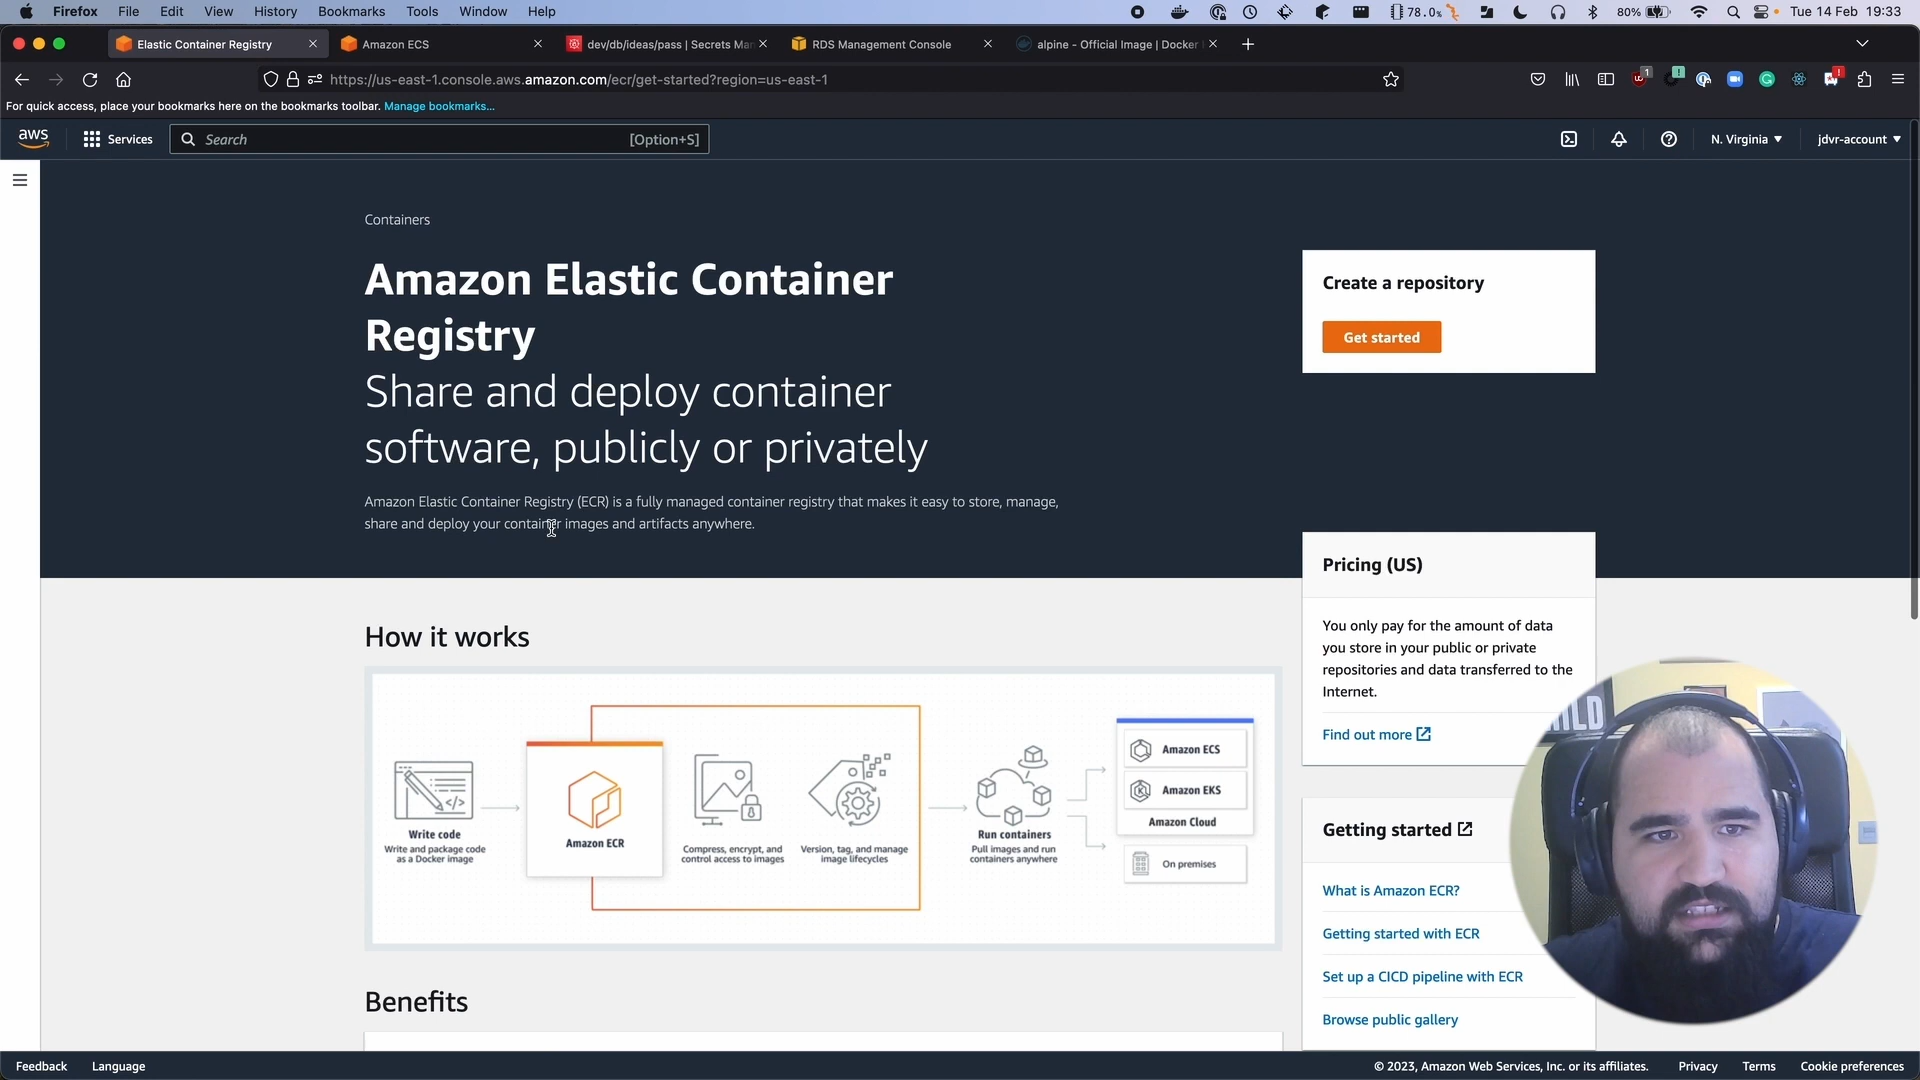 Firefox File Edit View History Bookmarks Tools Window Help 78.0% 80% Tue 14 Feb 19:33
Elastic Container Registry
Amazon ECS
dev/db/ideas/pass | Secrets Ma
RDS Management Console
alpine - Official Image | Docker
https://us-east-1.console.aws.amazon.com/ecr/get-started?region=us-east-1
For quick access, place your bookmarks here on the bookmarks toolbar. Manage bookmarks...
aws Services Search [Option+S] N. Virginia jdvr-account
Containers
Amazon Elastic Container
Registry
Share and deploy container
software, publicly or privately
Amazon Elastic Container Registry (ECR) is a fully managed container registry that makes it easy to store, manage,
share and deploy your container images and artifacts anywhere.
Create a repository
Get started
Pricing (US)
You only pay for the amount of data
you store in your public or private
repositories and data transferred to the
Internet.
Find out more
Getting started
What is Amazon ECR?
Getting started with ECR
Set up a CICD pipeline with ECR
Browse public gallery
How it works
Write code
Write and package code
as a Docker image
Amazon ECR
Compress, encrypt, and
control access to images
Version, tag, and manage
image lifecycles
Run containers
Pull images and run
containers anywhere
Amazon ECS
Amazon EKS
Amazon Cloud
On premises
Benefits
Feedback Language © 2023, Amazon Web Services, Inc. or its affiliates. Privacy Terms Cookie preferences